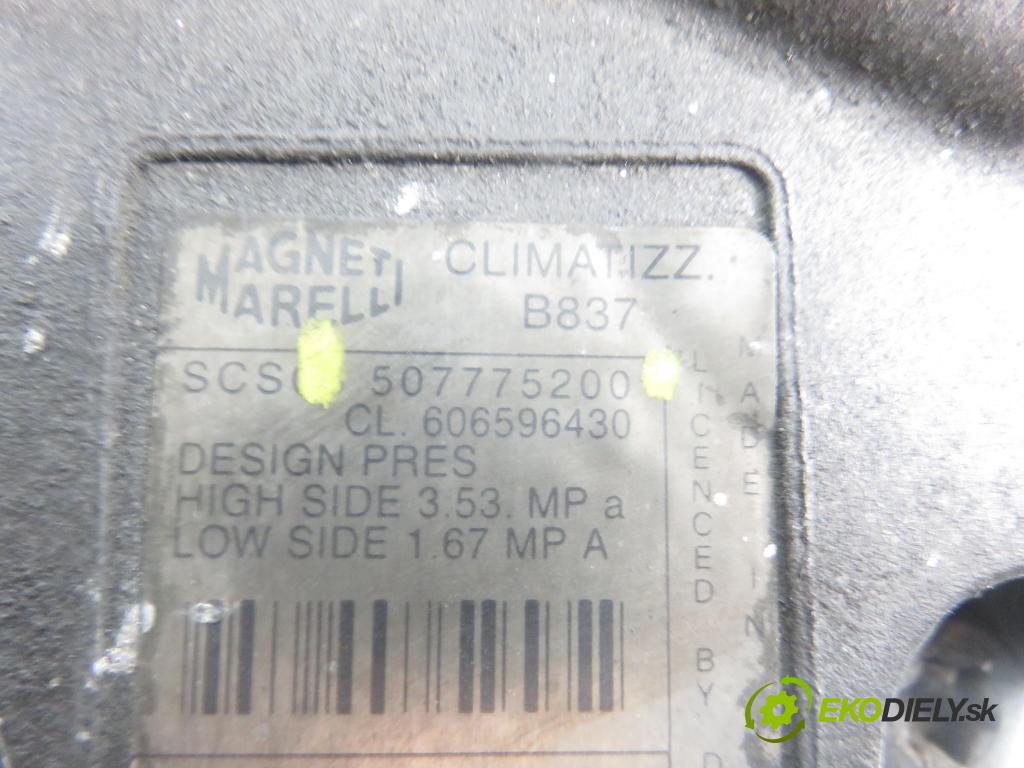 MAGNETI MARELLI
CLIMATIZZ.
B837
507775200
CL. 606596430
DESIGN PRES
HIGH SIDE 3.53. MP a
LOW SIDE 1.67 MP A
LICENCED BY
MADE IN
EKODIELY.sk